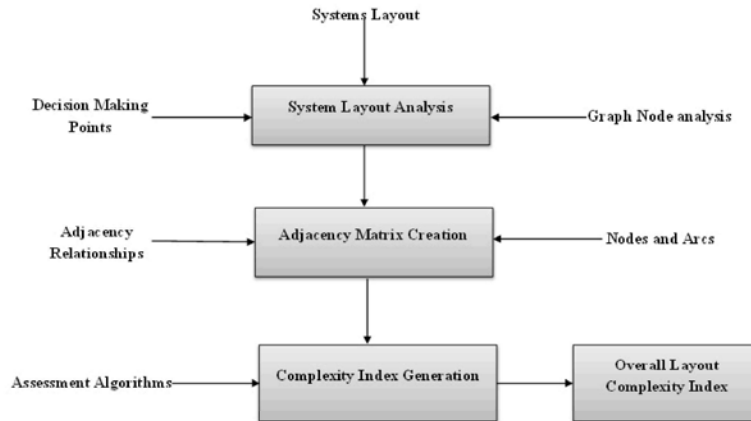 Systems Layout
Decision Making
Points
System Layout Analysis
Graph Node analysis
Adjacency
Relationships
Adjacency Matrix Creation
Nodes and Arcs
Assessment Algorithms
Complexity Index Generation
Overall Layout
Complexity Index